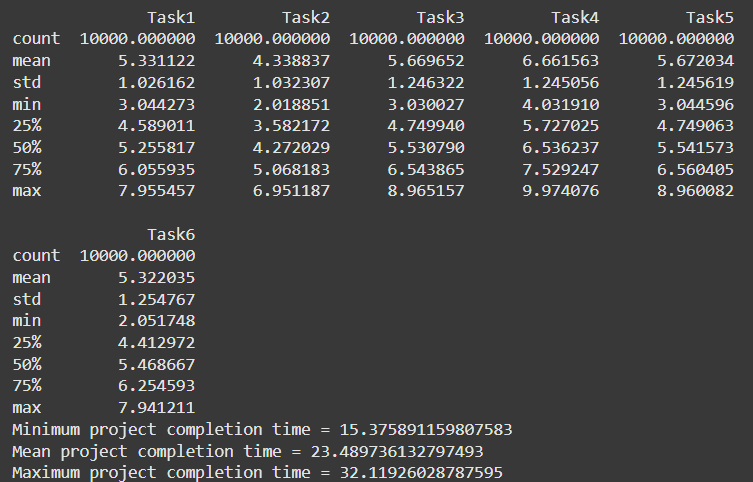 Task1 Task2 Task3 Task4 Task5
count 10000.000000 10000.000000 10000.000000 10000.000000 10000.000000
mean 5.331122 4.338837 5.669652 6.661563 5.672034
std 1.026162 1.032307 1.246322 1.245056 1.245619
min 3.044273 2.018851 3.030027 4.031910 3.044596
25% 4.589011 3.582172 4.749940 5.727025 4.749063
50% 5.255817 4.272029 5.530790 6.536237 5.541573
75% 6.055935 5.068183 6.543865 7.529247 6.560405
max 7.955457 6.951187 8.965157 9.974076 8.960082
Task6
count 10000.000000
mean 5.322035
std 1.254767
min 2.051748
25% 4.412972
50% 5.468667
75% 6.254593
max 7.941211
Minimum project completion time = 15.375891159807583
Mean project completion time = 23.489736132797493
Maximum project completion time = 32.11926028787595